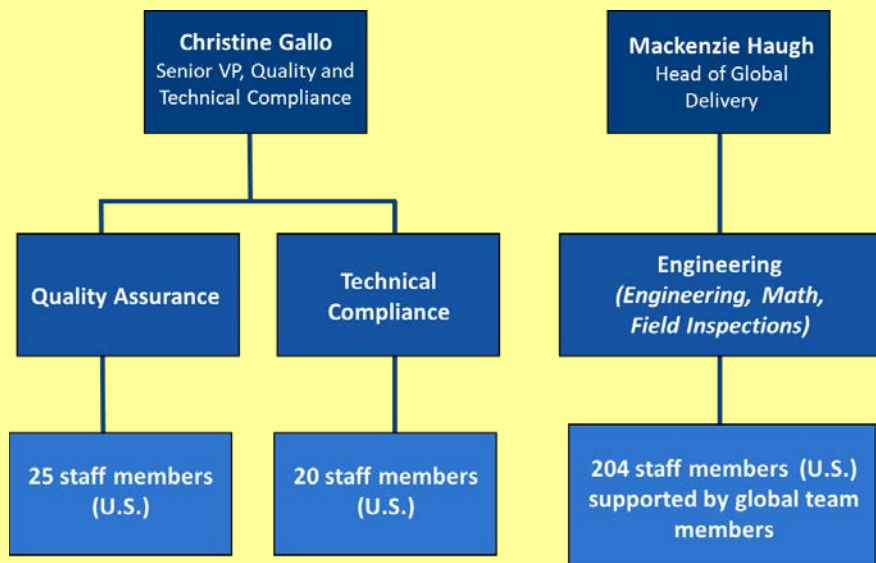 Christine Gallo
Senior VP, Quality and
Technical Compliance
Mackenzie Haugh
Head of Global
Delivery
Quality Assurance
Technical
Compliance
Engineering
(Engineering, Math,
Field Inspections)
25 staff members
(U.S.)
20 staff members
(U.S.)
204 staff members (U.S.)
supported by global team
members